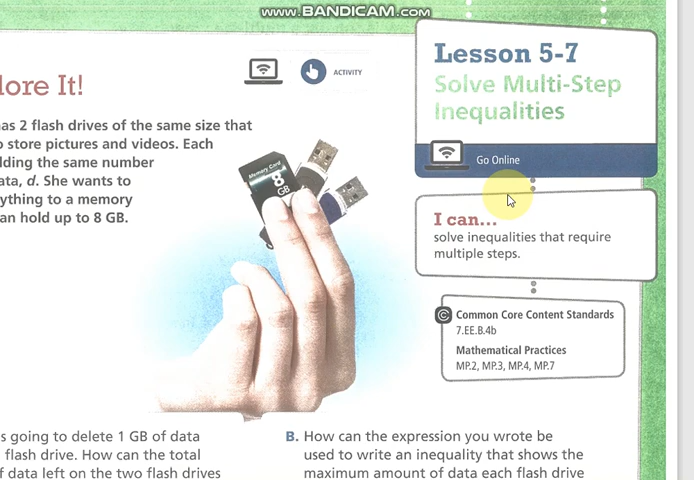 www.BANDICAM.com
lore It!
ACTIVITY
as 2 flash drives of the same size that
o store pictures and videos. Each
lding the same number
ata, d. She wants to
ything to a memory
an hold up to 8 GB.
Memory Card
8
GB
Lesson 5-7
Solve Multi-Step
Inequalities
Go Online
I can...
solve inequalities that require
multiple steps.
C Common Core Content Standards
7.EE.B.4b
Mathematical Practices
MP.2, MP.3, MP.4, MP.7
s going to delete 1 GB of data
flash drive. How can the total
f data left on the two flash drives
B. How can the expression you wrote be
used to write an inequality that shows the
maximum amount of data each flash drive